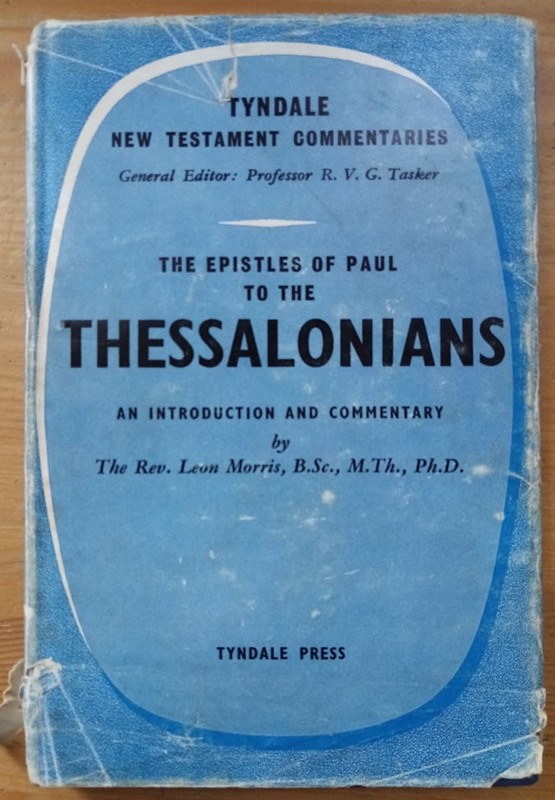 TYNDALE
NEW TESTAMENT COMMENTARIES
General Editor: Professor R. V. G. Tasker
THE EPISTLES OF PAUL
TO THE
THESSALONIANS
AN INTRODUCTION AND COMMENTARY
by
The Rev. Leon Morris, B.Sc., M.Th., Ph.D.
TYNDALE PRESS